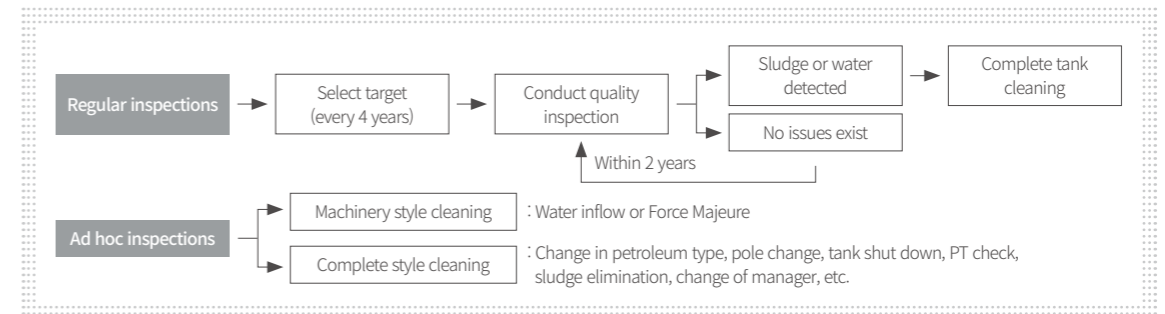 Regular inspections
Select target
(every 4 years)
Conduct quality
inspection
Sludge or water
detected
Complete tank
cleaning
No issues exist
Within 2 years
Ad hoc inspections
Machinery style cleaning
: Water inflow or Force Majeure
Complete style cleaning
: Change in petroleum type, pole change, tank shut down, PT check,
sludge elimination, change of manager, etc.